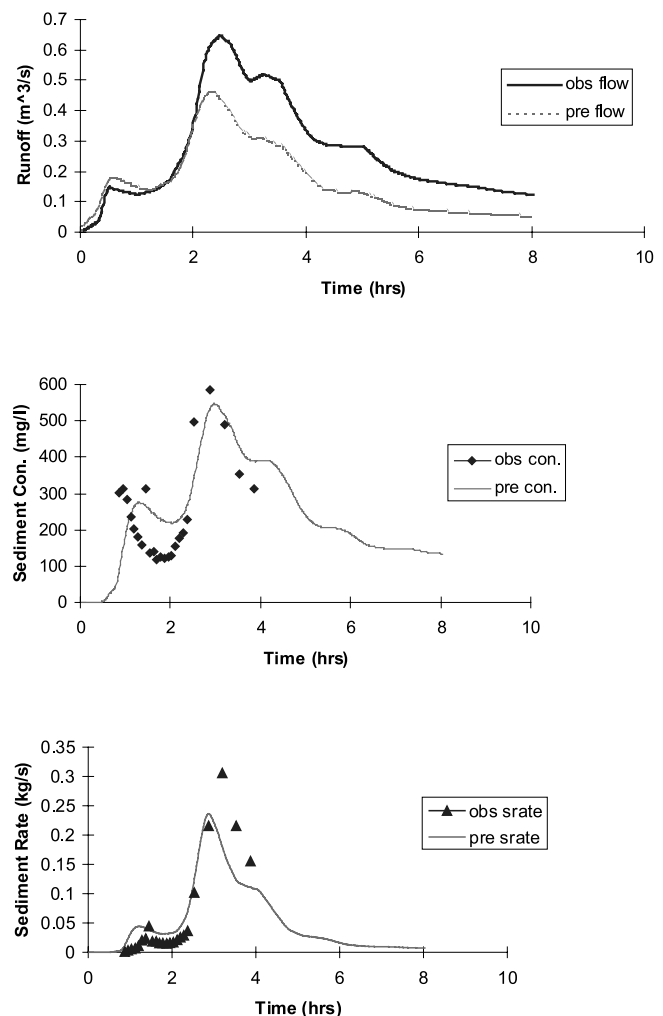 0.7
0.6
0.5
0.4
0.3
0.2
0.1
0
Runoff (m^3/s)
obs flow
pre flow
0 2 4 6 8 10
Time (hrs)
600
500
400
300
200
100
0
Sediment Con. (mg/l)
obs con.
pre con.
0 2 4 6 8 10
Time (hrs)
0.35
0.3
0.25
0.2
0.15
0.1
0.05
0
Sediment Rate (kg/s)
obs srate
pre srate
0 2 4 6 8 10
Time (hrs)